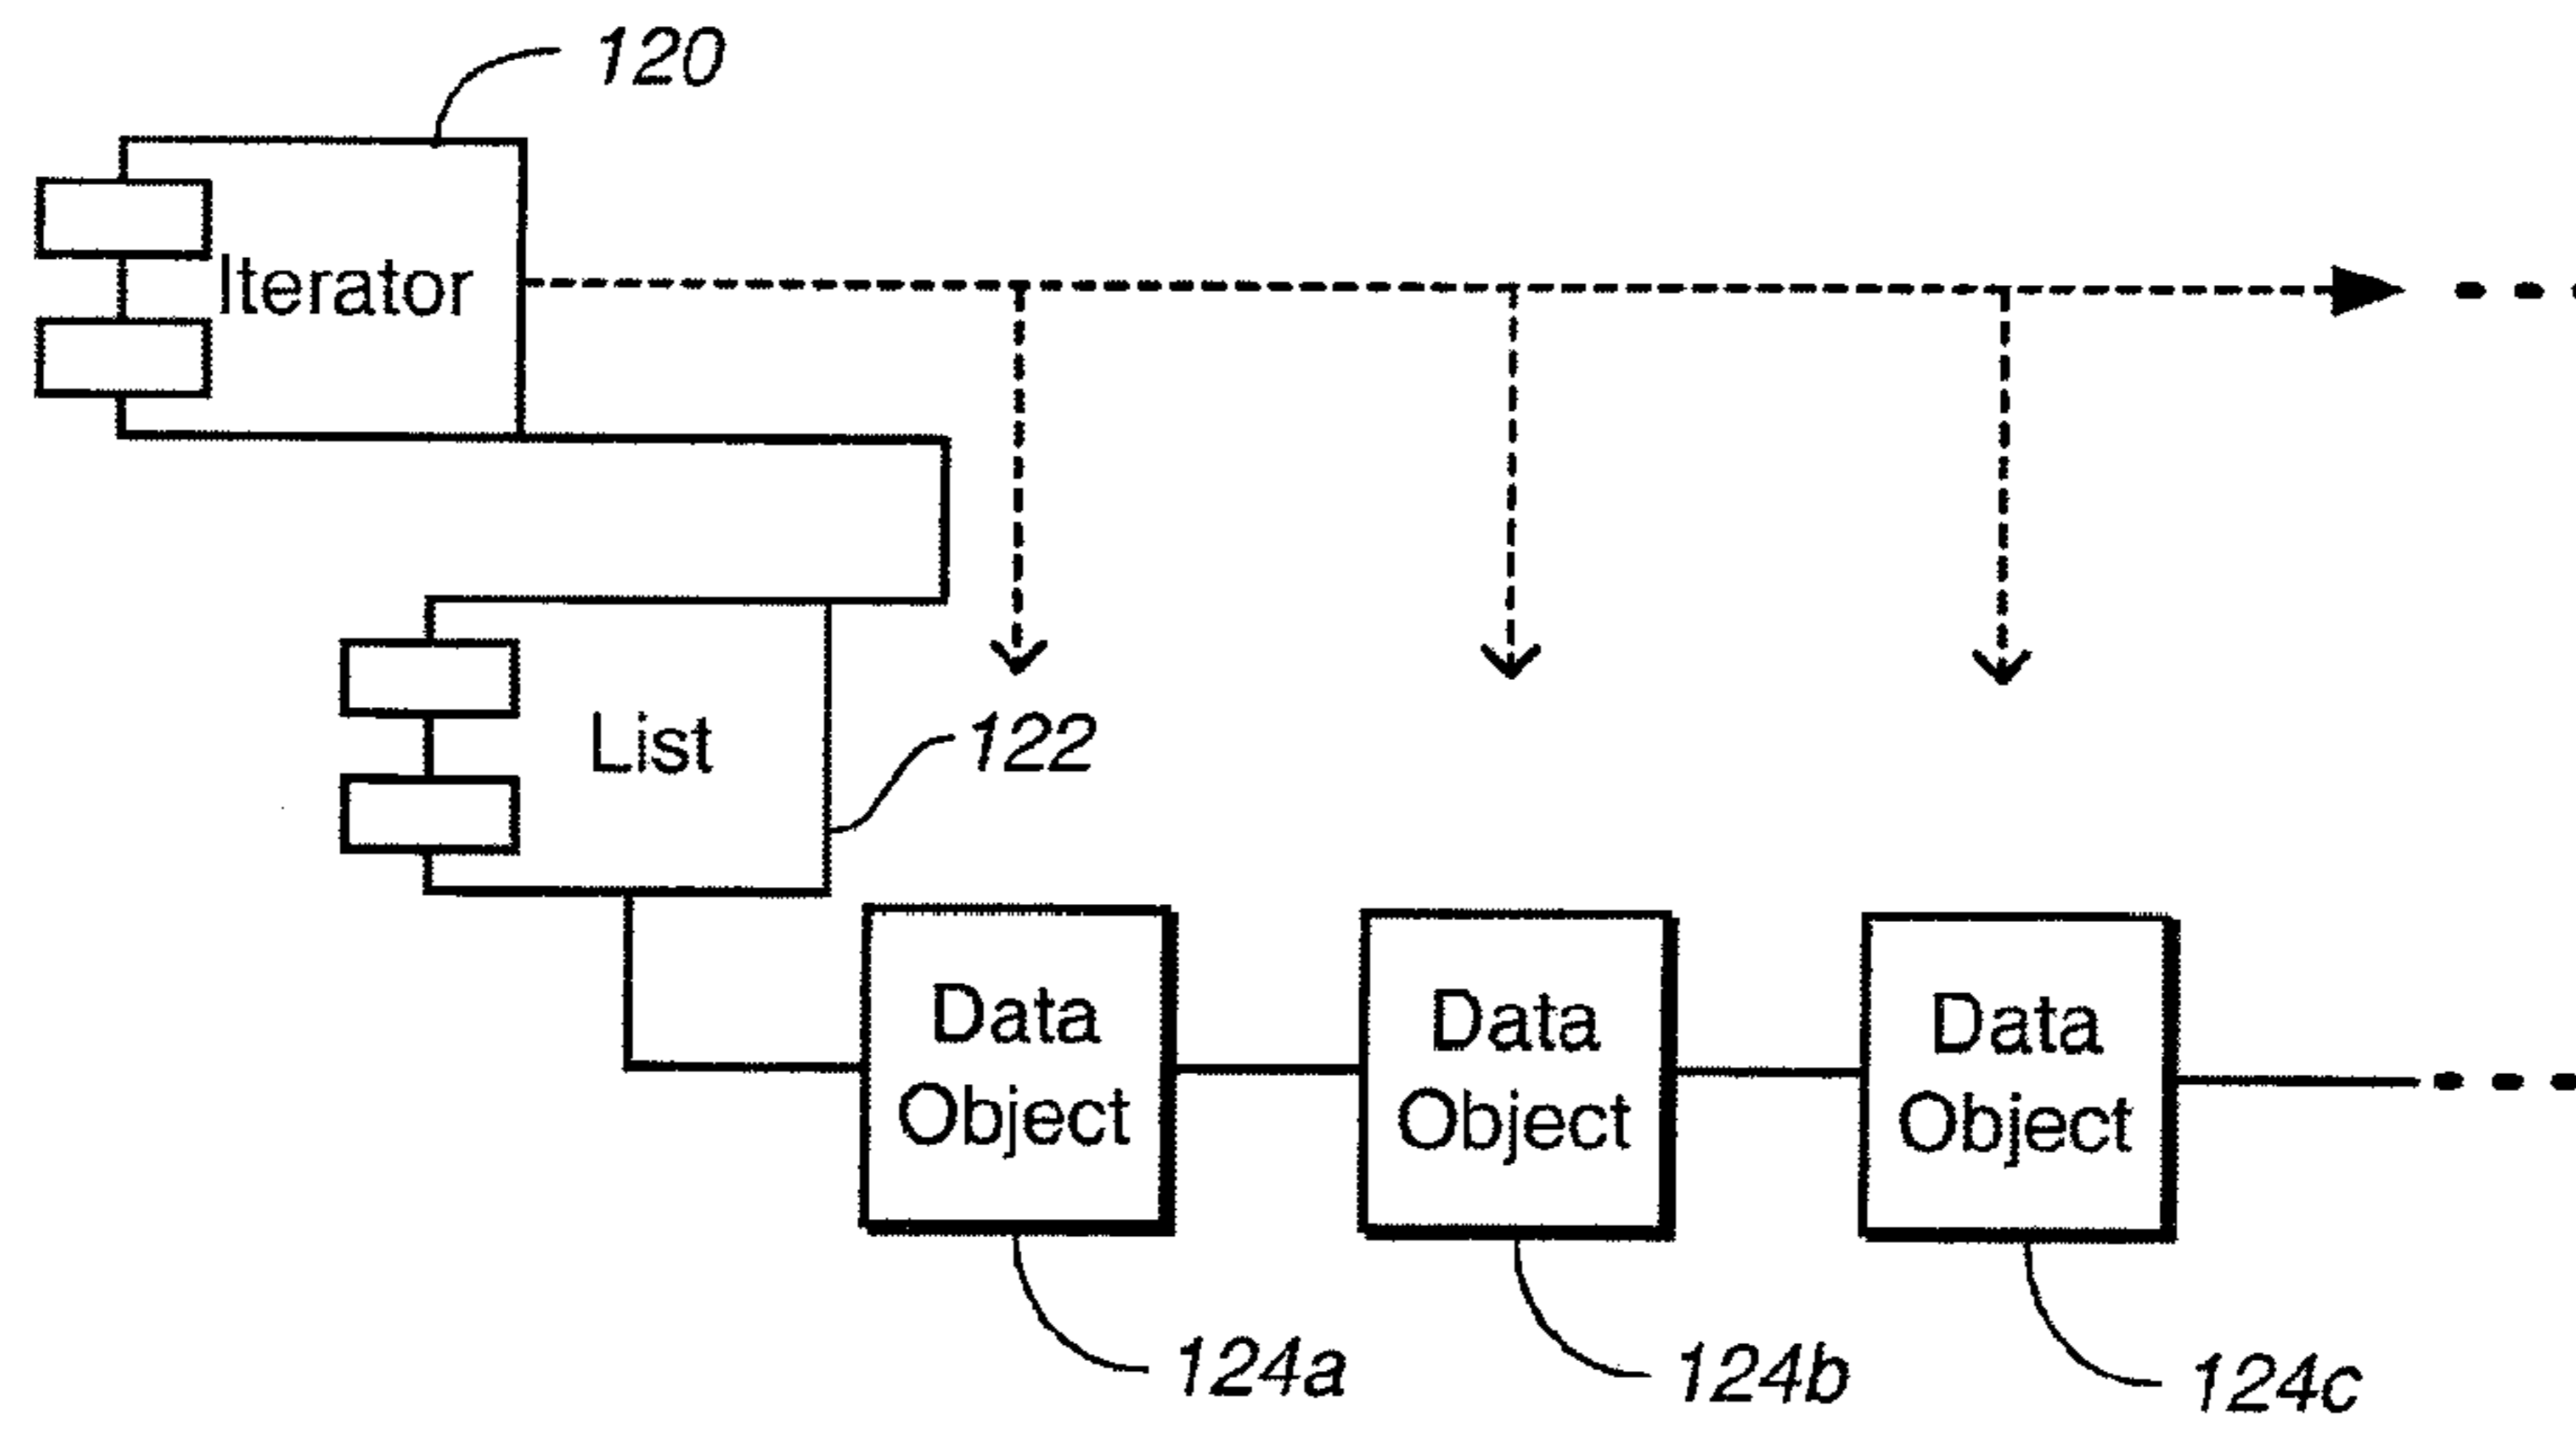 120
Iterator
List
122
Data
Object
Data
Object
Data
Object
124a
124b
124c